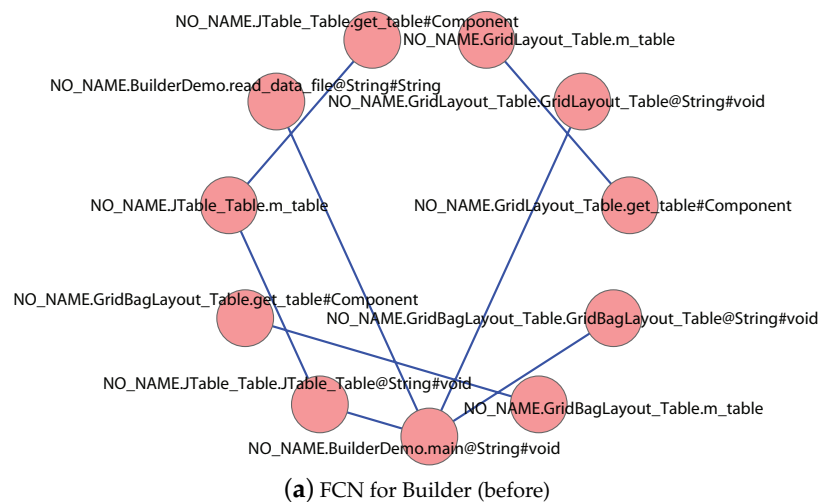 NO_NAME.JTable_Table.get_table#Component
NO_NAME.GridLayout_Table.m_table
NO_NAME.BuilderDemo.read_data_file@String#String
NO_NAME.GridLayout_Table.GridLayout_Table@String#void
NO_NAME.JTable_Table.m_table
NO_NAME.GridLayout_Table.get_table#Component
NO_NAME.GridBagLayout_Table.get_table#Component
NO_NAME.GridBagLayout_Table.GridBagLayout_Table@String#void
NO_NAME.JTable_Table.JTable_Table@String#void
NO_NAME.GridBagLayout_Table.m_table
NO_NAME.BuilderDemo.main@String#void
(a) FCN for Builder (before)